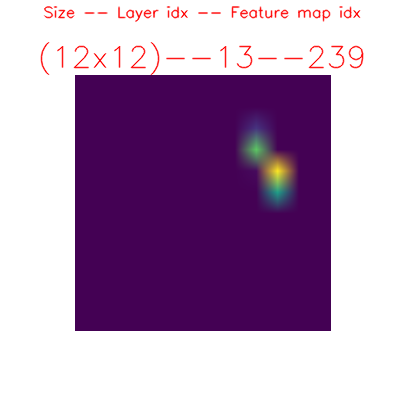 Size -- Layer idx -- Feature map idx
(12x12)--13--239